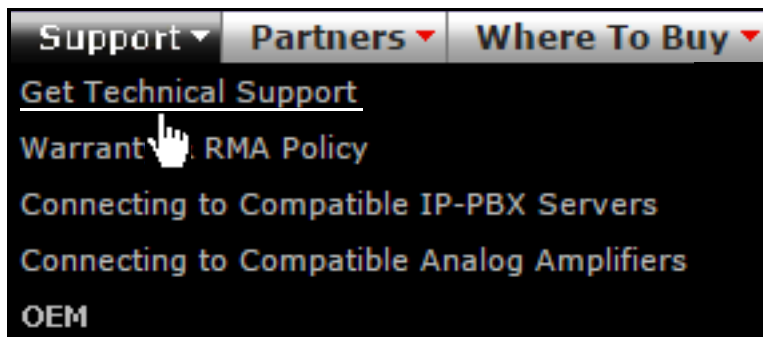 Support Partners Where To Buy
Get Technical Support
Warrant RMA Policy
Connecting to Compatible IP-PBX Servers
Connecting to Compatible Analog Amplifiers
OEM